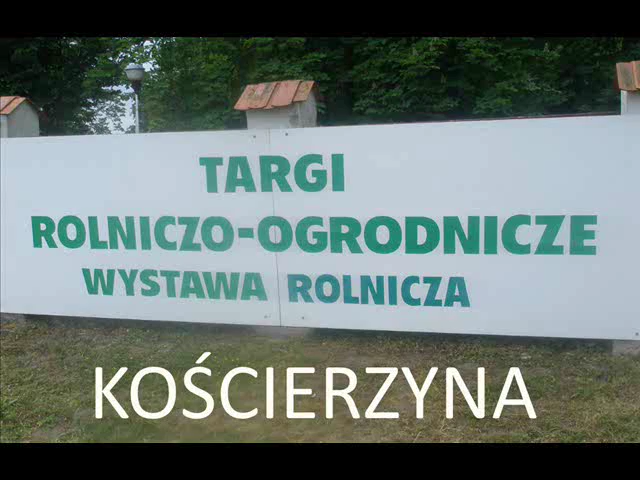 TARGI
ROLNICZO-OGRODNICZE
WYSTAWA ROLNICZA
KOŚCIERZYNA